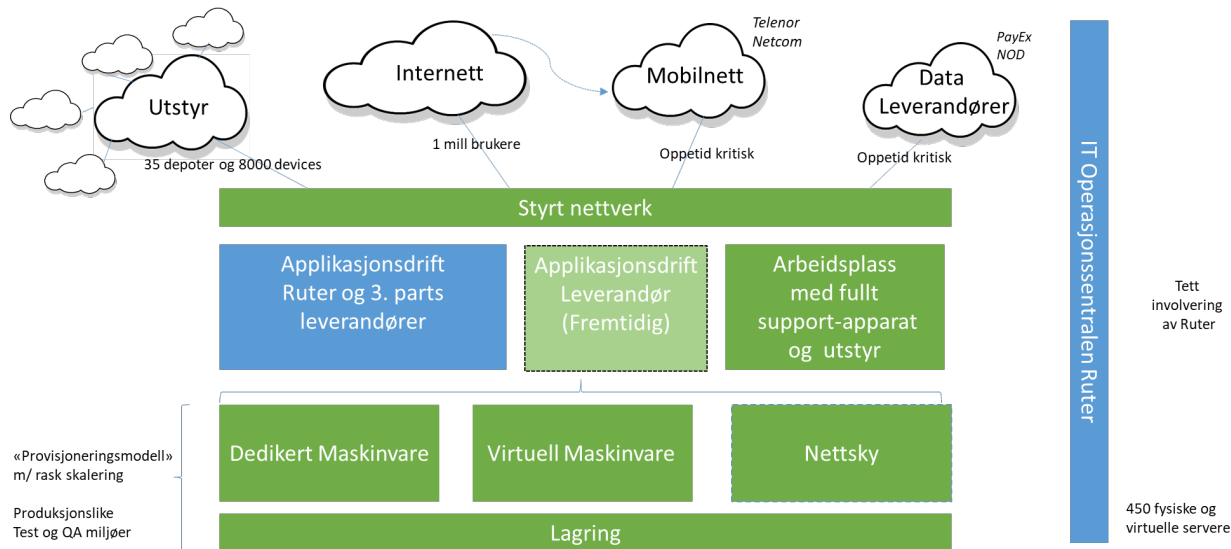 Telenor
Netcom
PayEx
NOD
Utstyr
Internett
Mobilnett
Data
Leverandører
35 depoter og 8000 devices
1 mill brukere
Oppetid kritisk
Oppetid kritisk
Styrt nettverk
Applikasjonsdrift
Ruter og 3. parts
leverandører
Applikasjonsdrift
Leverandør
(Fremtidig)
Arbeidsplass
med fullt
support-apparat
og utstyr
IT Operasjonssentralen Ruter
Tett
involvering
av Ruter
«Provisjoneringsmodell»
m/ rask skalering
Dedikert Maskinvare
Virtuell Maskinvare
Nettsky
Produksjonslike
Test og QA miljøer
Lagring
450 fysiske og
virtuelle servere